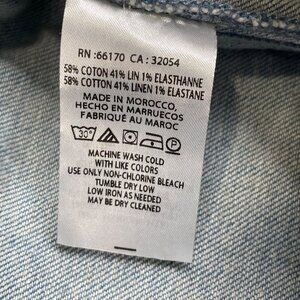 RN :66170 CA : 32054
58% COTON 41% LIN 1% ELASTHANNE
58% COTTON 41% LINEN 1% ELASTANE
MADE IN MOROCCO,
HECHO EN MARRUECOS
FABRIQUÉ AU MAROC
30° P
MACHINE WASH COLD
WITH LIKE COLORS
USE ONLY NON-CHLORINE BLEACH
TUMBLE DRY LOW
LOW IRON AS NEEDED
MAY BE DRY CLEANED